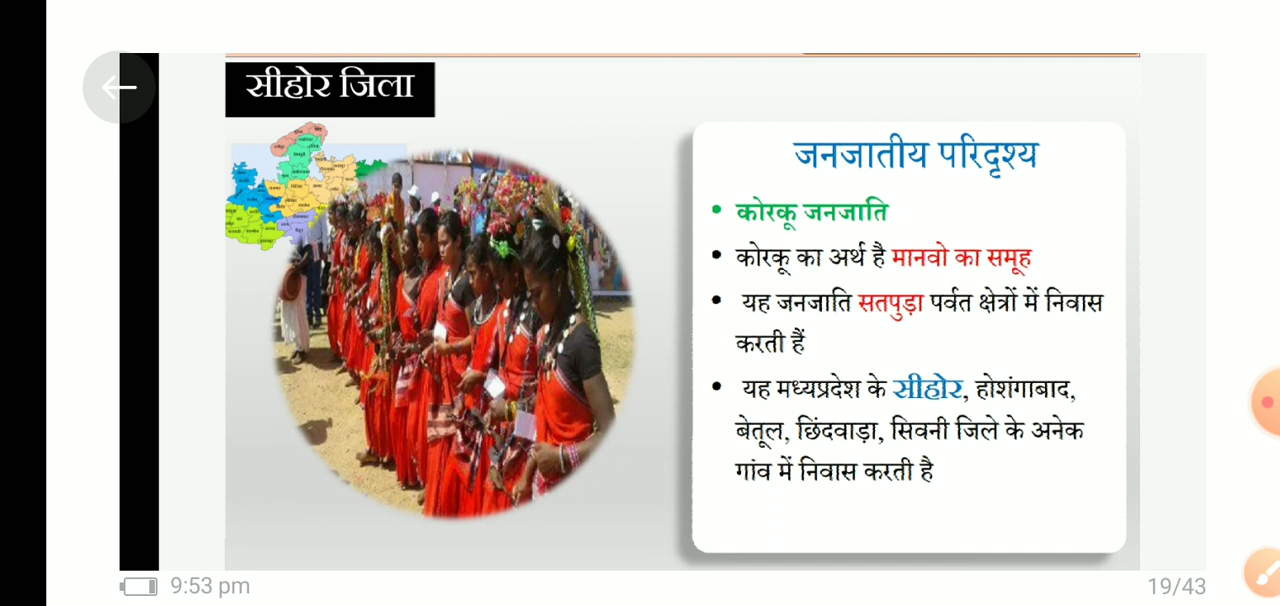 सीहोर जिला
जनजातीय परिदृश्य
• कोरकू जनजाति
• कोरकू का अर्थ है मानवो का समूह
• यह जनजाति सतपुड़ा पर्वत क्षेत्रों में निवास
करती हैं
• यह मध्यप्रदेश के सीहोर, होशंगाबाद,
बेतूल, छिंदवाड़ा, सिवनी जिले के अनेक
गांव में निवास करती है
9:53 pm
19/43